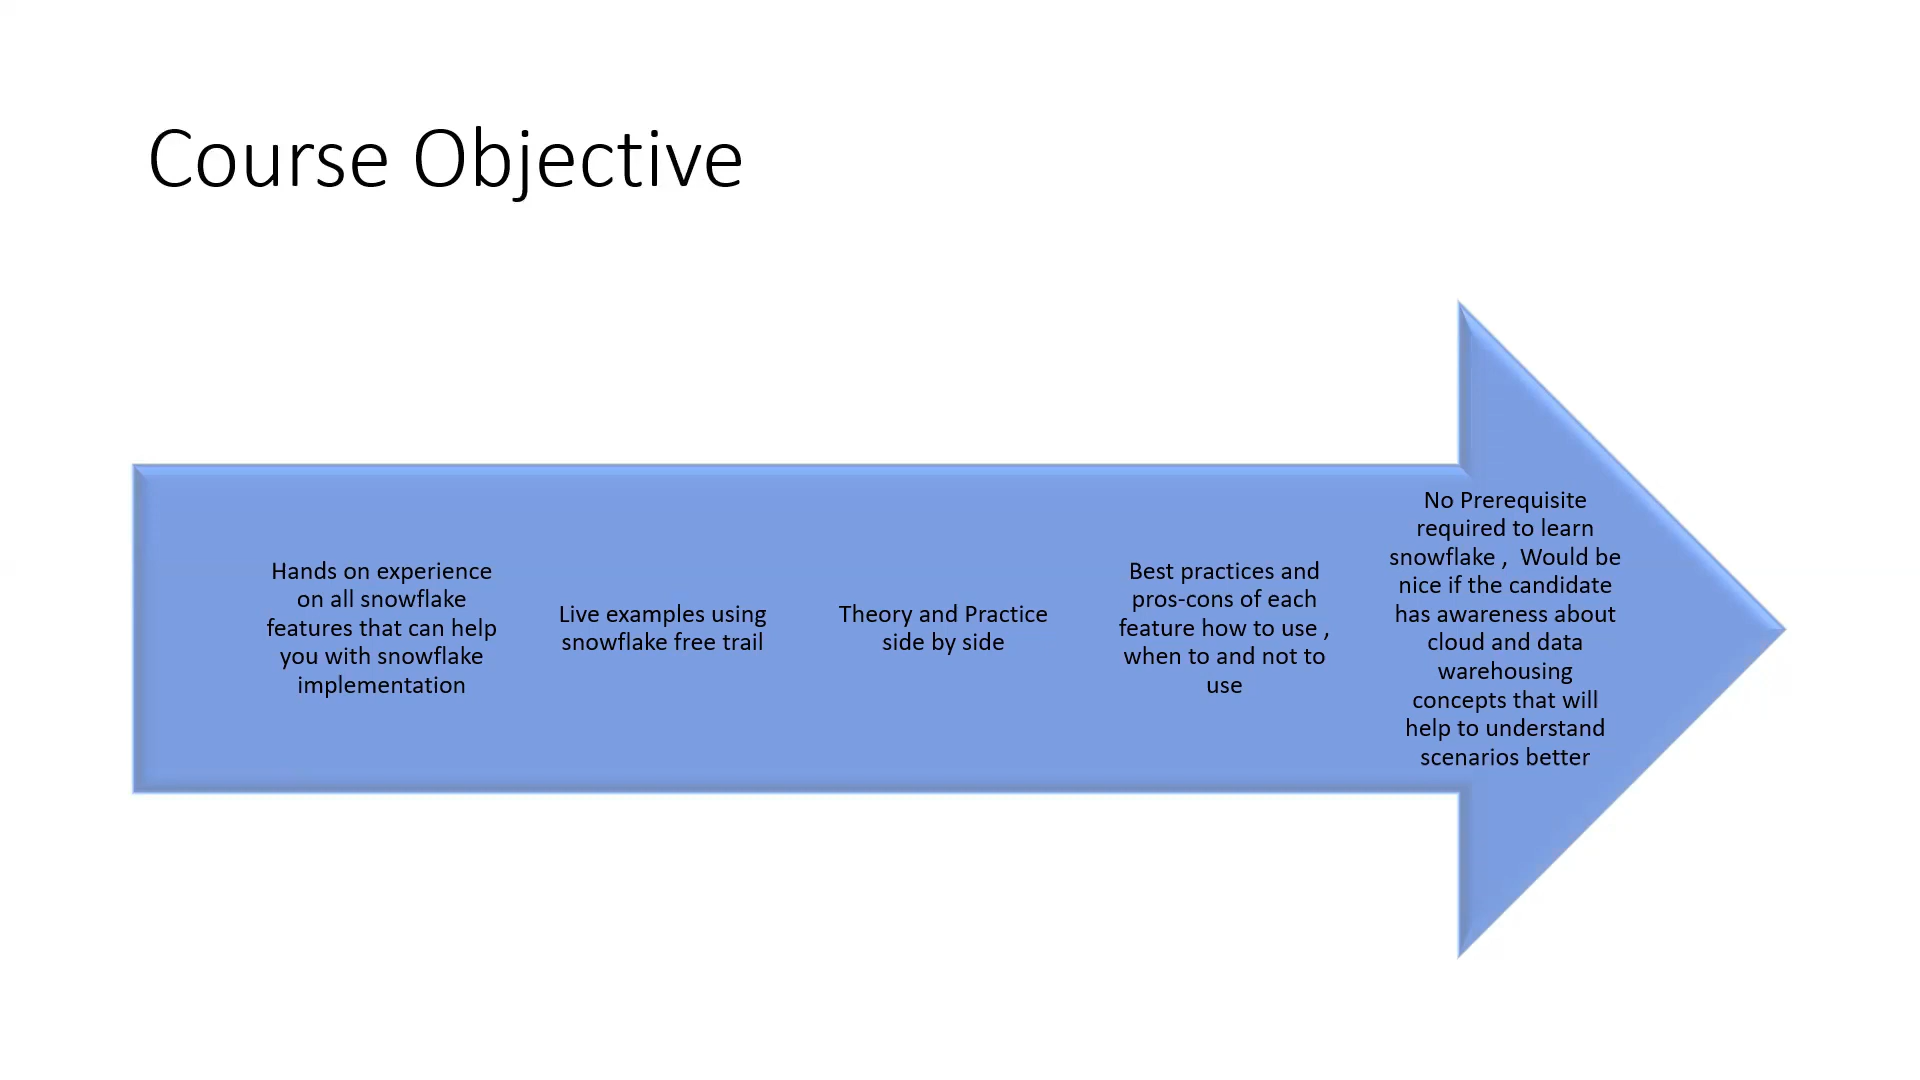 Course Objective
Hands on experience
on all snowflake
features that can help
you with snowflake
implementation
Live examples using
snowflake free trail
Theory and Practice
side by side
Best practices and
pros-cons of each
feature how to use ,
when to and not to
use
No Prerequisite
required to learn
snowflake ,  Would be
nice if the candidate
has awareness about
cloud and data
warehousing
concepts that will
help to understand
scenarios better